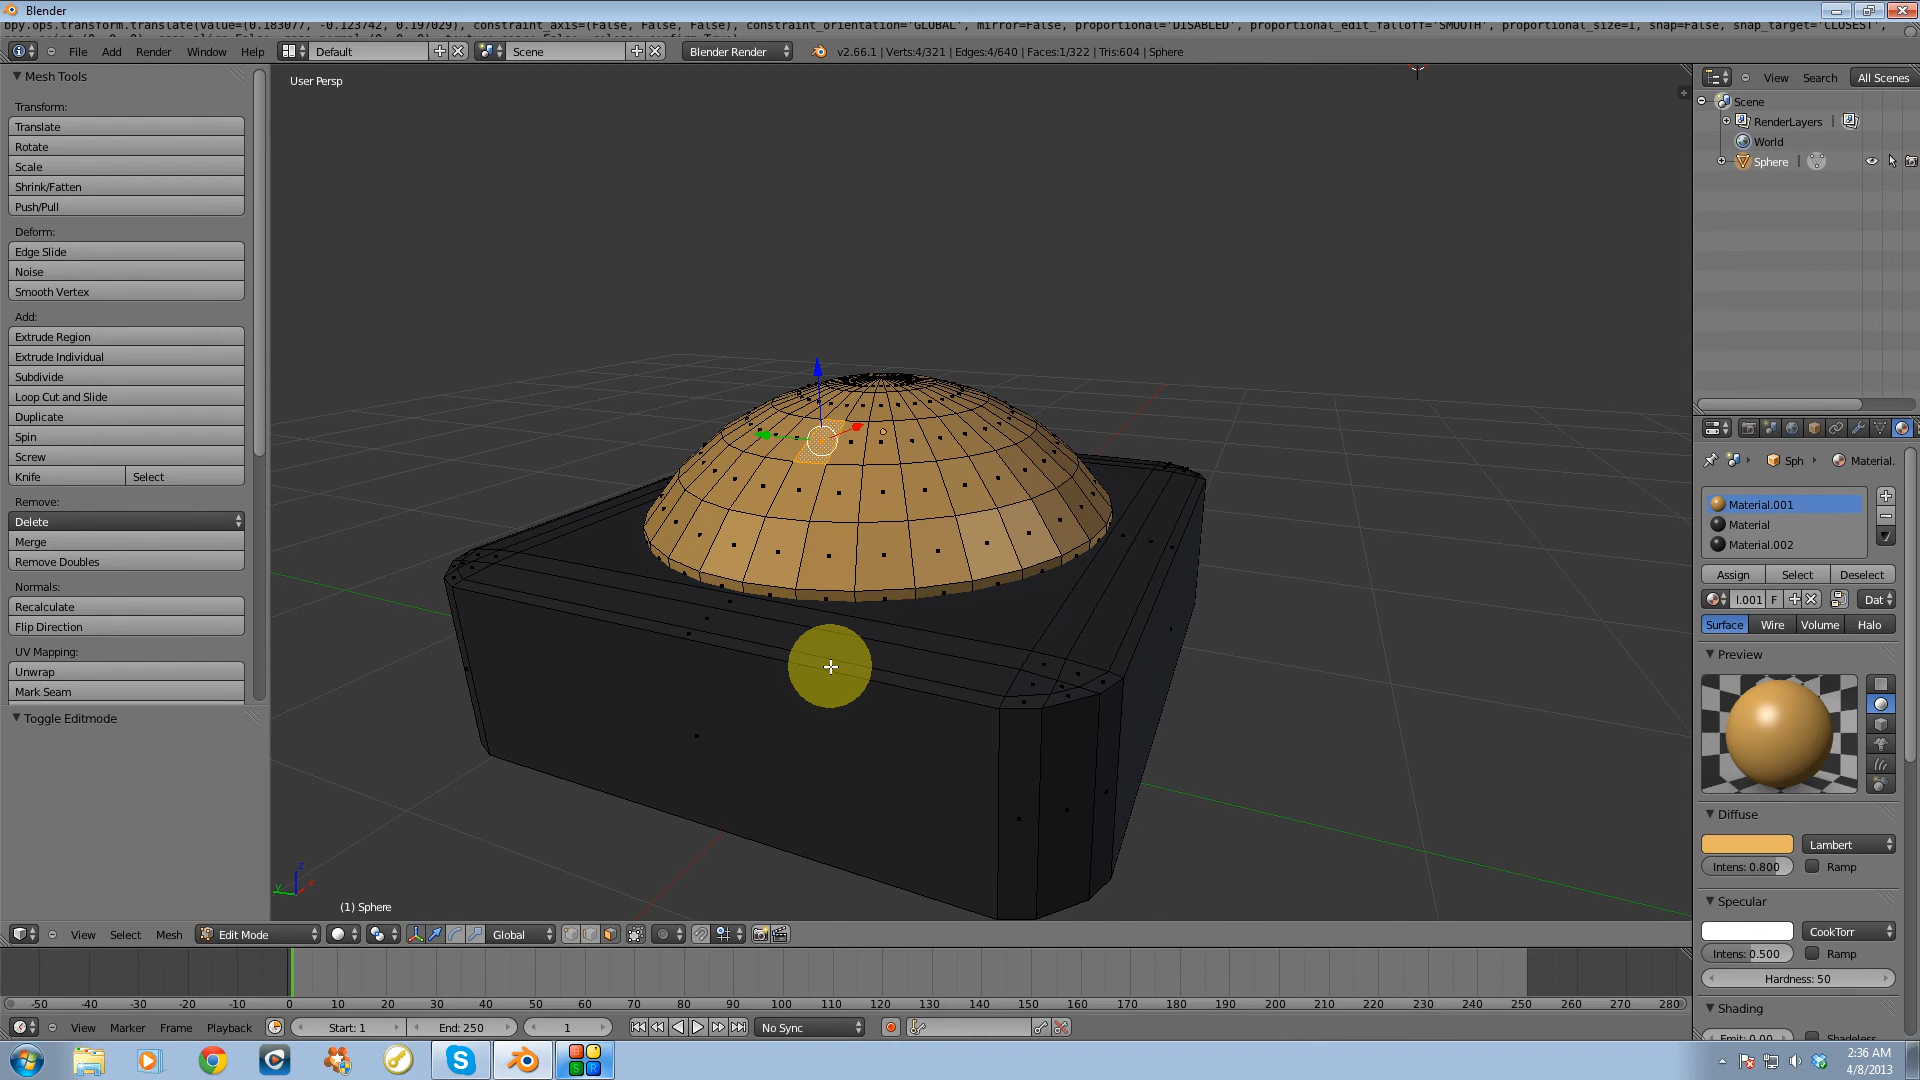 Blender
bpy.ops.transform.translate(value=(0.183077, -0.123742, 0.197029), constraint_axis=(False, False, False), constraint_orientation='GLOBAL', mirror=False, proportional='DISABLED', proportional_edit_falloff='SMOOTH', proportional_size=1, snap=False, snap_target='CLOSEST',
File Add Render Window Help Default Scene Blender Render v2.66.1 | Verts:4/321 | Edges:4/640 | Faces:1/322 | Tris:604 | Sphere
Mesh Tools
Transform:
Translate
Rotate
Scale
Shrink/Fatten
Push/Pull
Deform:
Edge Slide
Noise
Smooth Vertex
Add:
Extrude Region
Extrude Individual
Subdivide
Loop Cut and Slide
Duplicate
Spin
Screw
Knife Select
Remove:
Delete
Merge
Remove Doubles
Normals:
Recalculate
Flip Direction
UV Mapping:
Unwrap
Mark Seam
Toggle Editmode
User Persp
z
y x
(1) Sphere
View Search All Scenes
Scene
RenderLayers
World
Sphere
Sph Material.
Material.001
Material
Material.002
Assign Select Deselect
I.001 F Dat
Surface Wire Volume Halo
Preview
Diffuse
Lambert
Intens: 0.800 Ramp
Specular
CookTorr
Intens: 0.500 Ramp
Hardness: 50
Shading
Emit: 0.00 Shadeless
View Select Mesh Edit Mode Global
-50 -40 -30 -20 -10 0 10 20 30 40 50 60 70 80 90 100 110 120 130 140 150 160 170 180 190 200 210 220 230 240 250 260 270 280
View Marker Frame Playback Start: 1 End: 250 1 No Sync
2:36 AM
4/8/2013